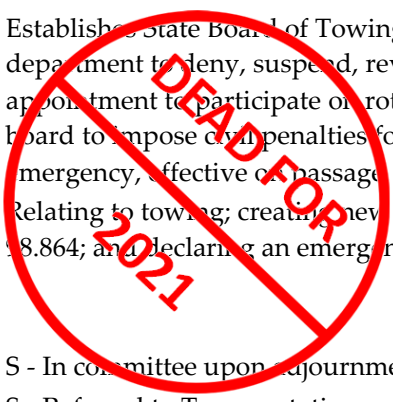 Establishes State Board of Towing
department to deny, suspend, rev
appointment to participate on rot
board to impose civil penalties fo
emergency, effective on passage
Relating to towing; creating new
98.864; and declaring an emergen
DEAD FOR
2021
S - In committee upon adjournme